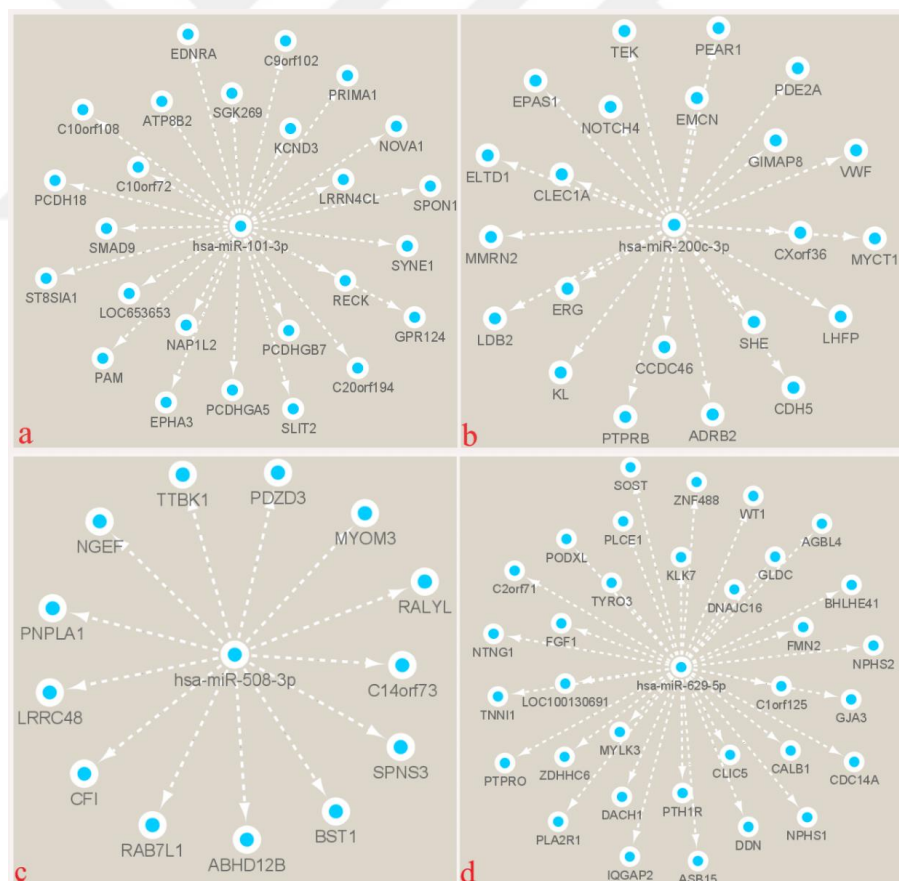 EDNRA
C9orf102
PRIMA1
SGK269
ATP8B2
C10orf108
KCND3
NOVA1
C10orf72
LRRN4CL
PCDH18
SPON1
SMAD9
hsa-miR-101-3p
SYNE1
ST8SIA1
LOC653653
RECK
NAP1L2
GPR124
PCDHGB7
PAM
C20orf194
EPHA3
PCDHGA5
SLIT2
a
TEK
PEAR1
EPAS1
PDE2A
NOTCH4
EMCN
GIMAP8
VWF
ELTD1
CLEC1A
hsa-miR-200c-3p
MMRN2
CXorf36
MYCT1
ERG
LDB2
SHE
LHFP
CCDC46
KL
CDH5
PTPRB
ADRB2
b
TTBK1
PDZD3
NGEF
MYOM3
RALYL
PNPLA1
hsa-miR-508-3p
C14orf73
LRRC48
SPNS3
CFI
BST1
RAB7L1
ABHD12B
c
SOST
ZNF488
WT1
PLCE1
AGBL4
PODXL
KLK7
GLDC
C2orf71
TYRO3
DNAJC16
BHLHE41
NTNG1
FGF1
FMN2
NPHS2
hsa-miR-629-5p
TNNI1
LOC100130691
C1orf125
GJA3
MYLK3
PTPRO
ZDHHC6
CLIC5
CALB1
CDC14A
DACH1
PTH1R
PLA2R1
DDN
NPHS1
IQGAP2
ASB15
d